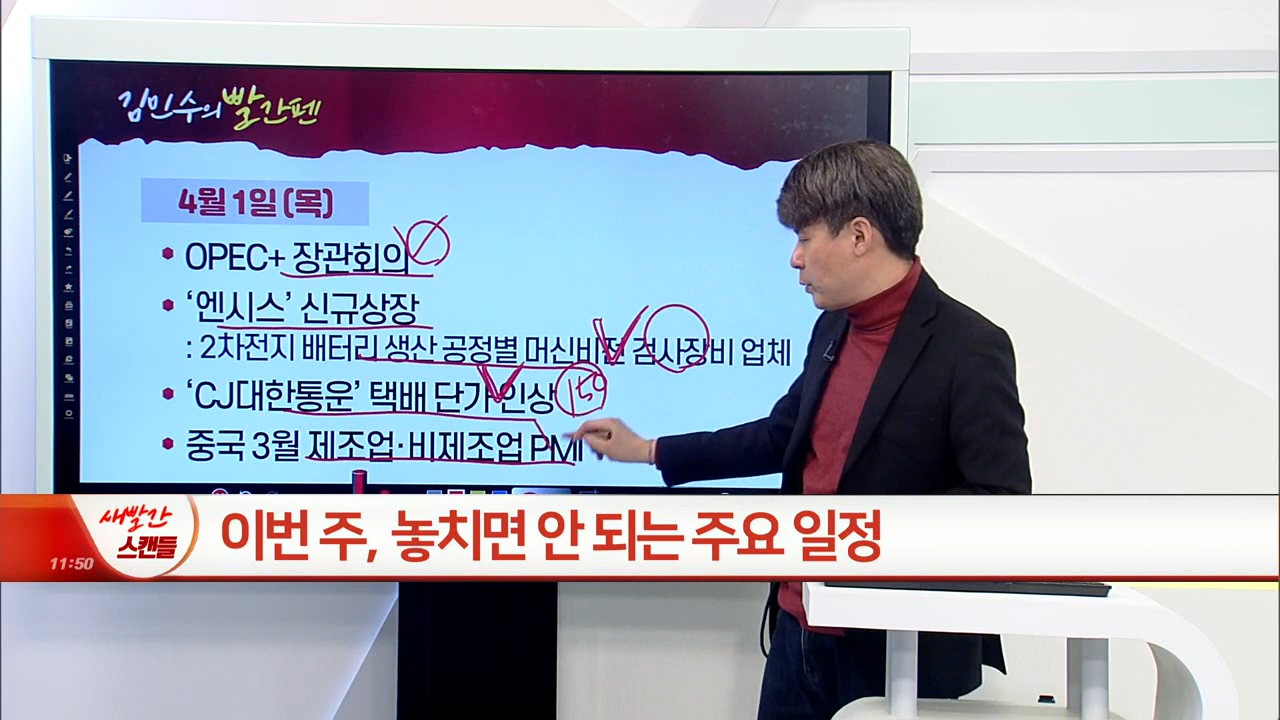 김민수의 빨간펜
4월 1일 (목)
• OPEC+ 장관회의
• ‘엔시스’ 신규상장
: 2차전지 배터리 생산 공정별 머신비전 검사장비 업체
• ‘CJ대한통운’ 택배 단가 인상 150
• 중국 3월 제조업·비제조업 PMI
새빨간
스캔들
11:50
이번 주, 놓치면 안 되는 주요 일정